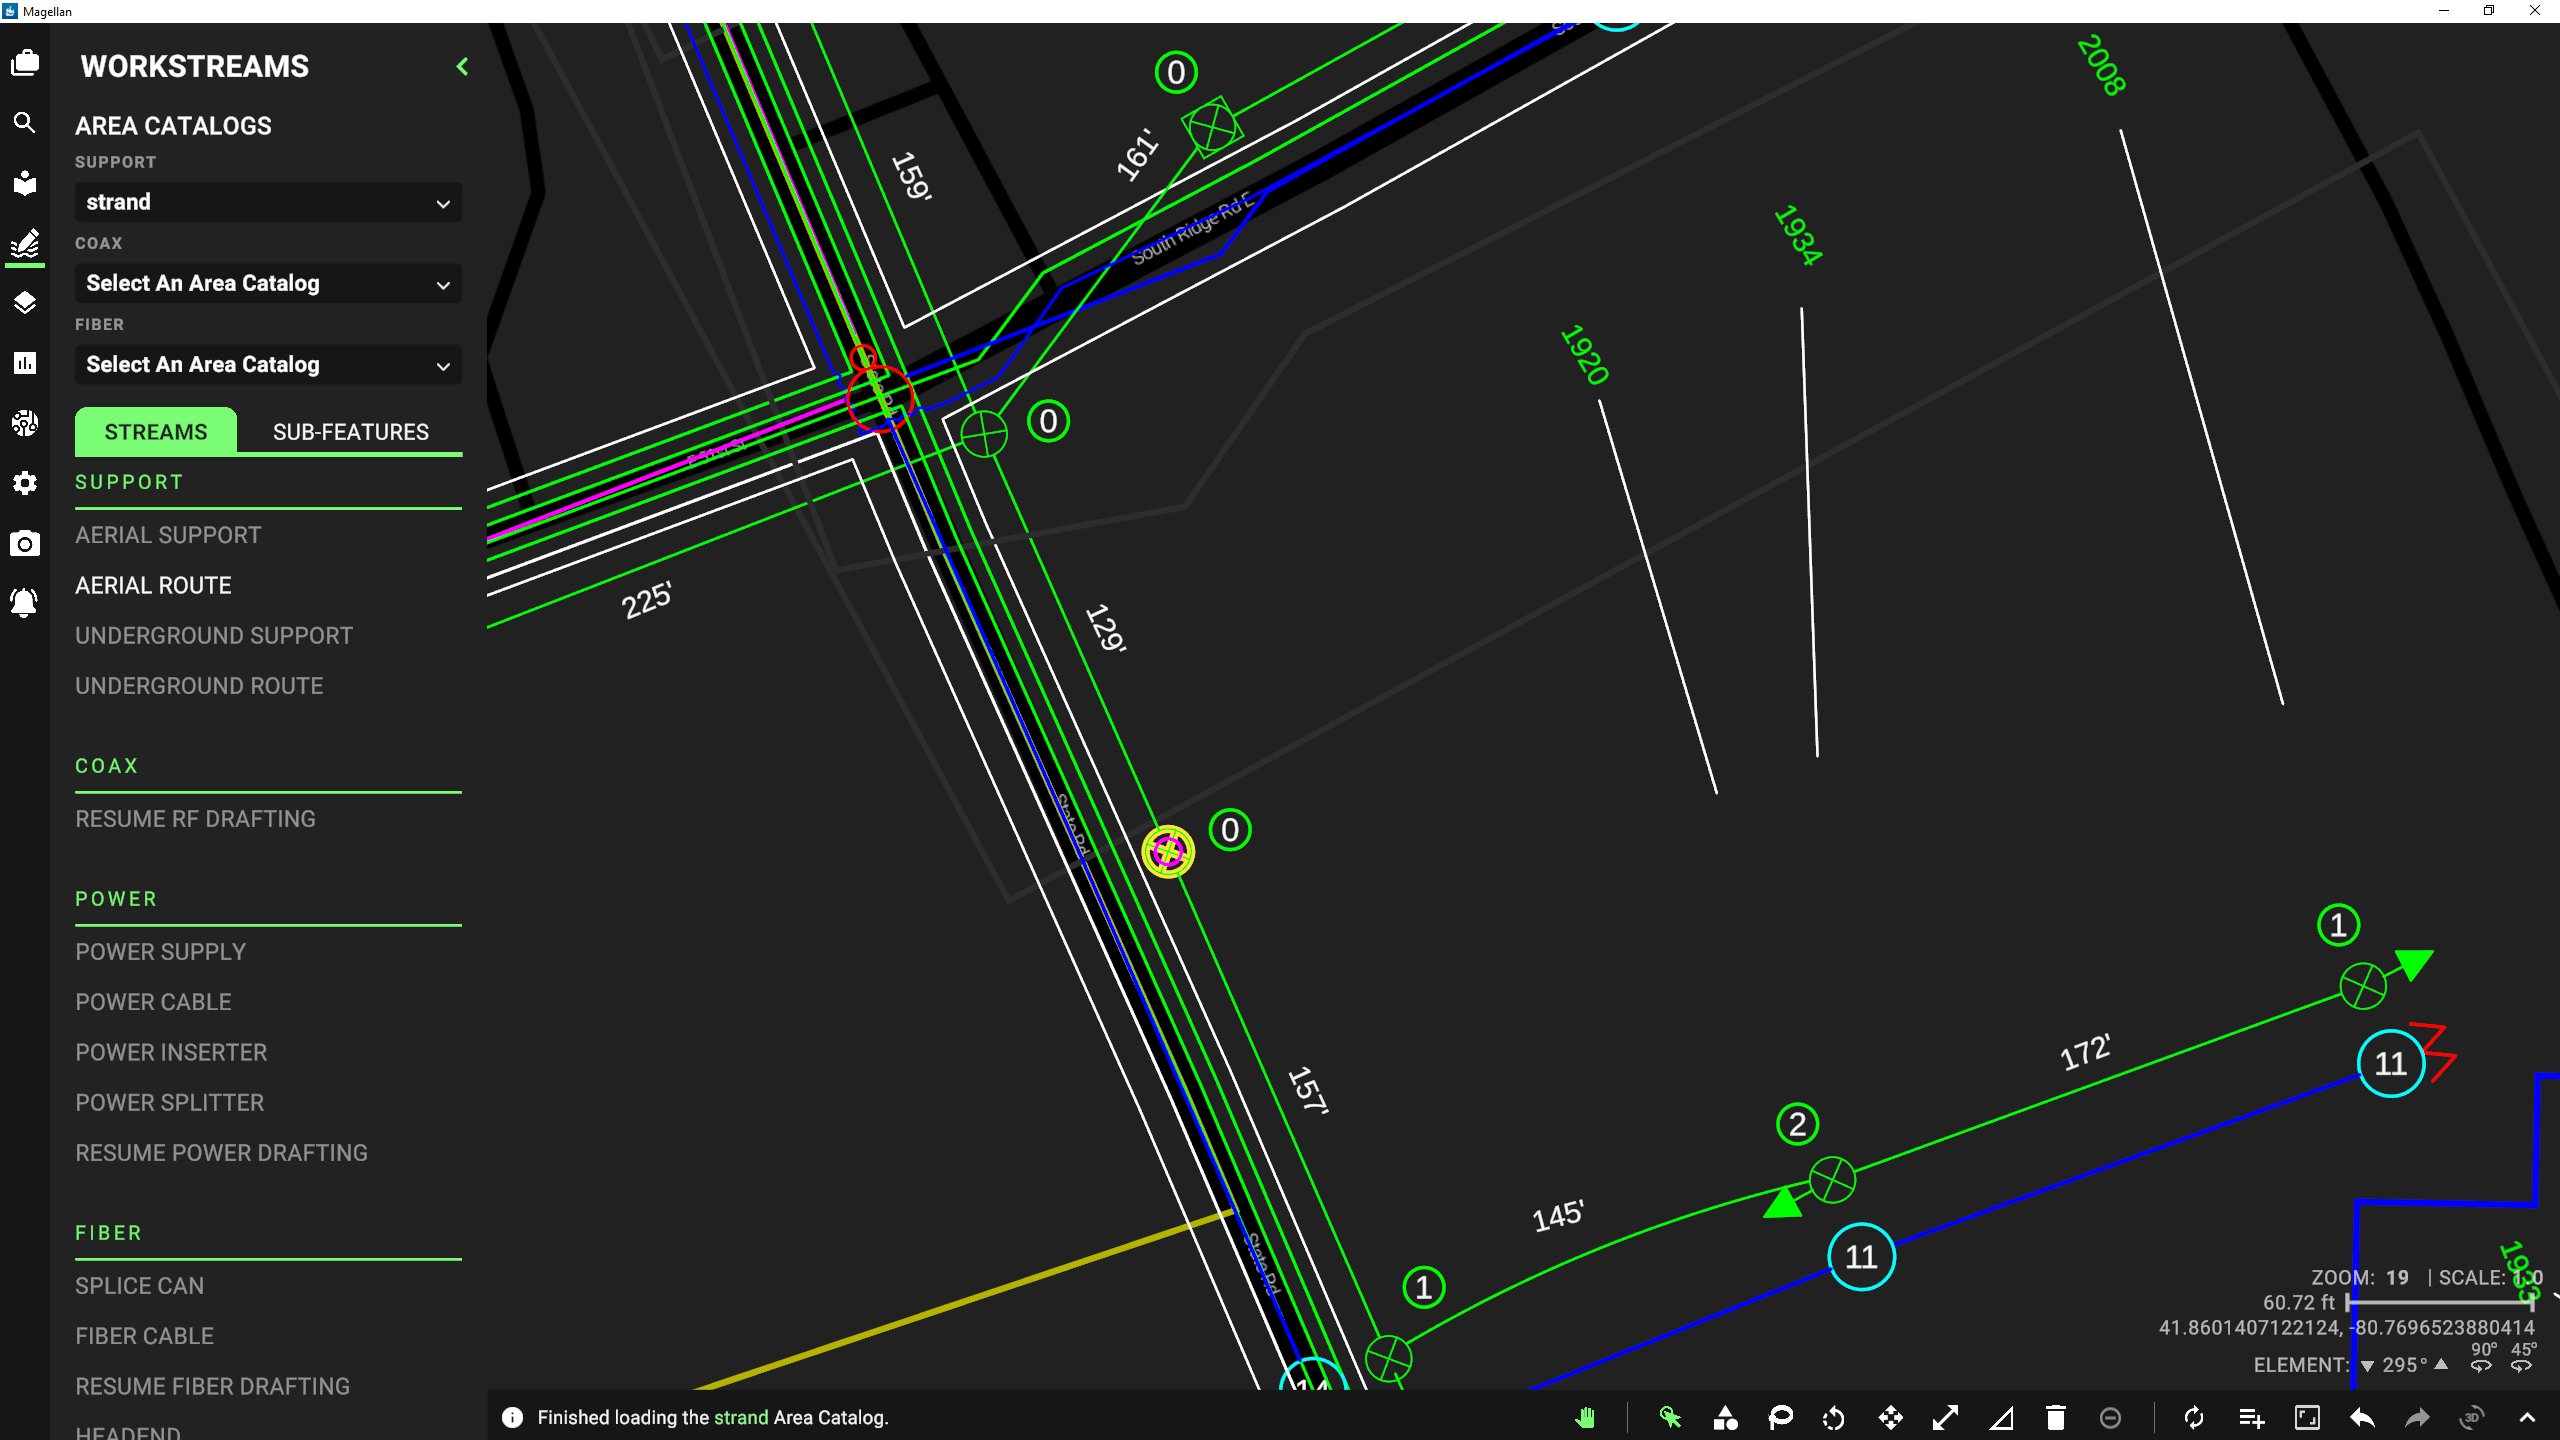 Magellan
WORKSTREAMS
AREA CATALOGS
SUPPORT
strand
COAX
Select An Area Catalog
FIBER
Select An Area Catalog
STREAMS
SUB-FEATURES
SUPPORT
AERIAL SUPPORT
AERIAL ROUTE
UNDERGROUND SUPPORT
UNDERGROUND ROUTE
COAX
RESUME RF DRAFTING
POWER
POWER SUPPLY
POWER CABLE
POWER INSERTER
POWER SPLITTER
RESUME POWER DRAFTING
FIBER
SPLICE CAN
FIBER CABLE
RESUME FIBER DRAFTING
HEADEND
0
161'
159'
South Ridge Rd E
2008
1934
1920
0
225'
129'
State Rd
0
157'
1
172'
11
2
145'
11
1
State Rd
14
1933
ZOOM: 19 | SCALE: 1.0
60.72 ft
41.8601407122124, -80.7696523880414
90° 45°
ELEMENT: ▼ 295° ▲
Finished loading the strand Area Catalog.
3D